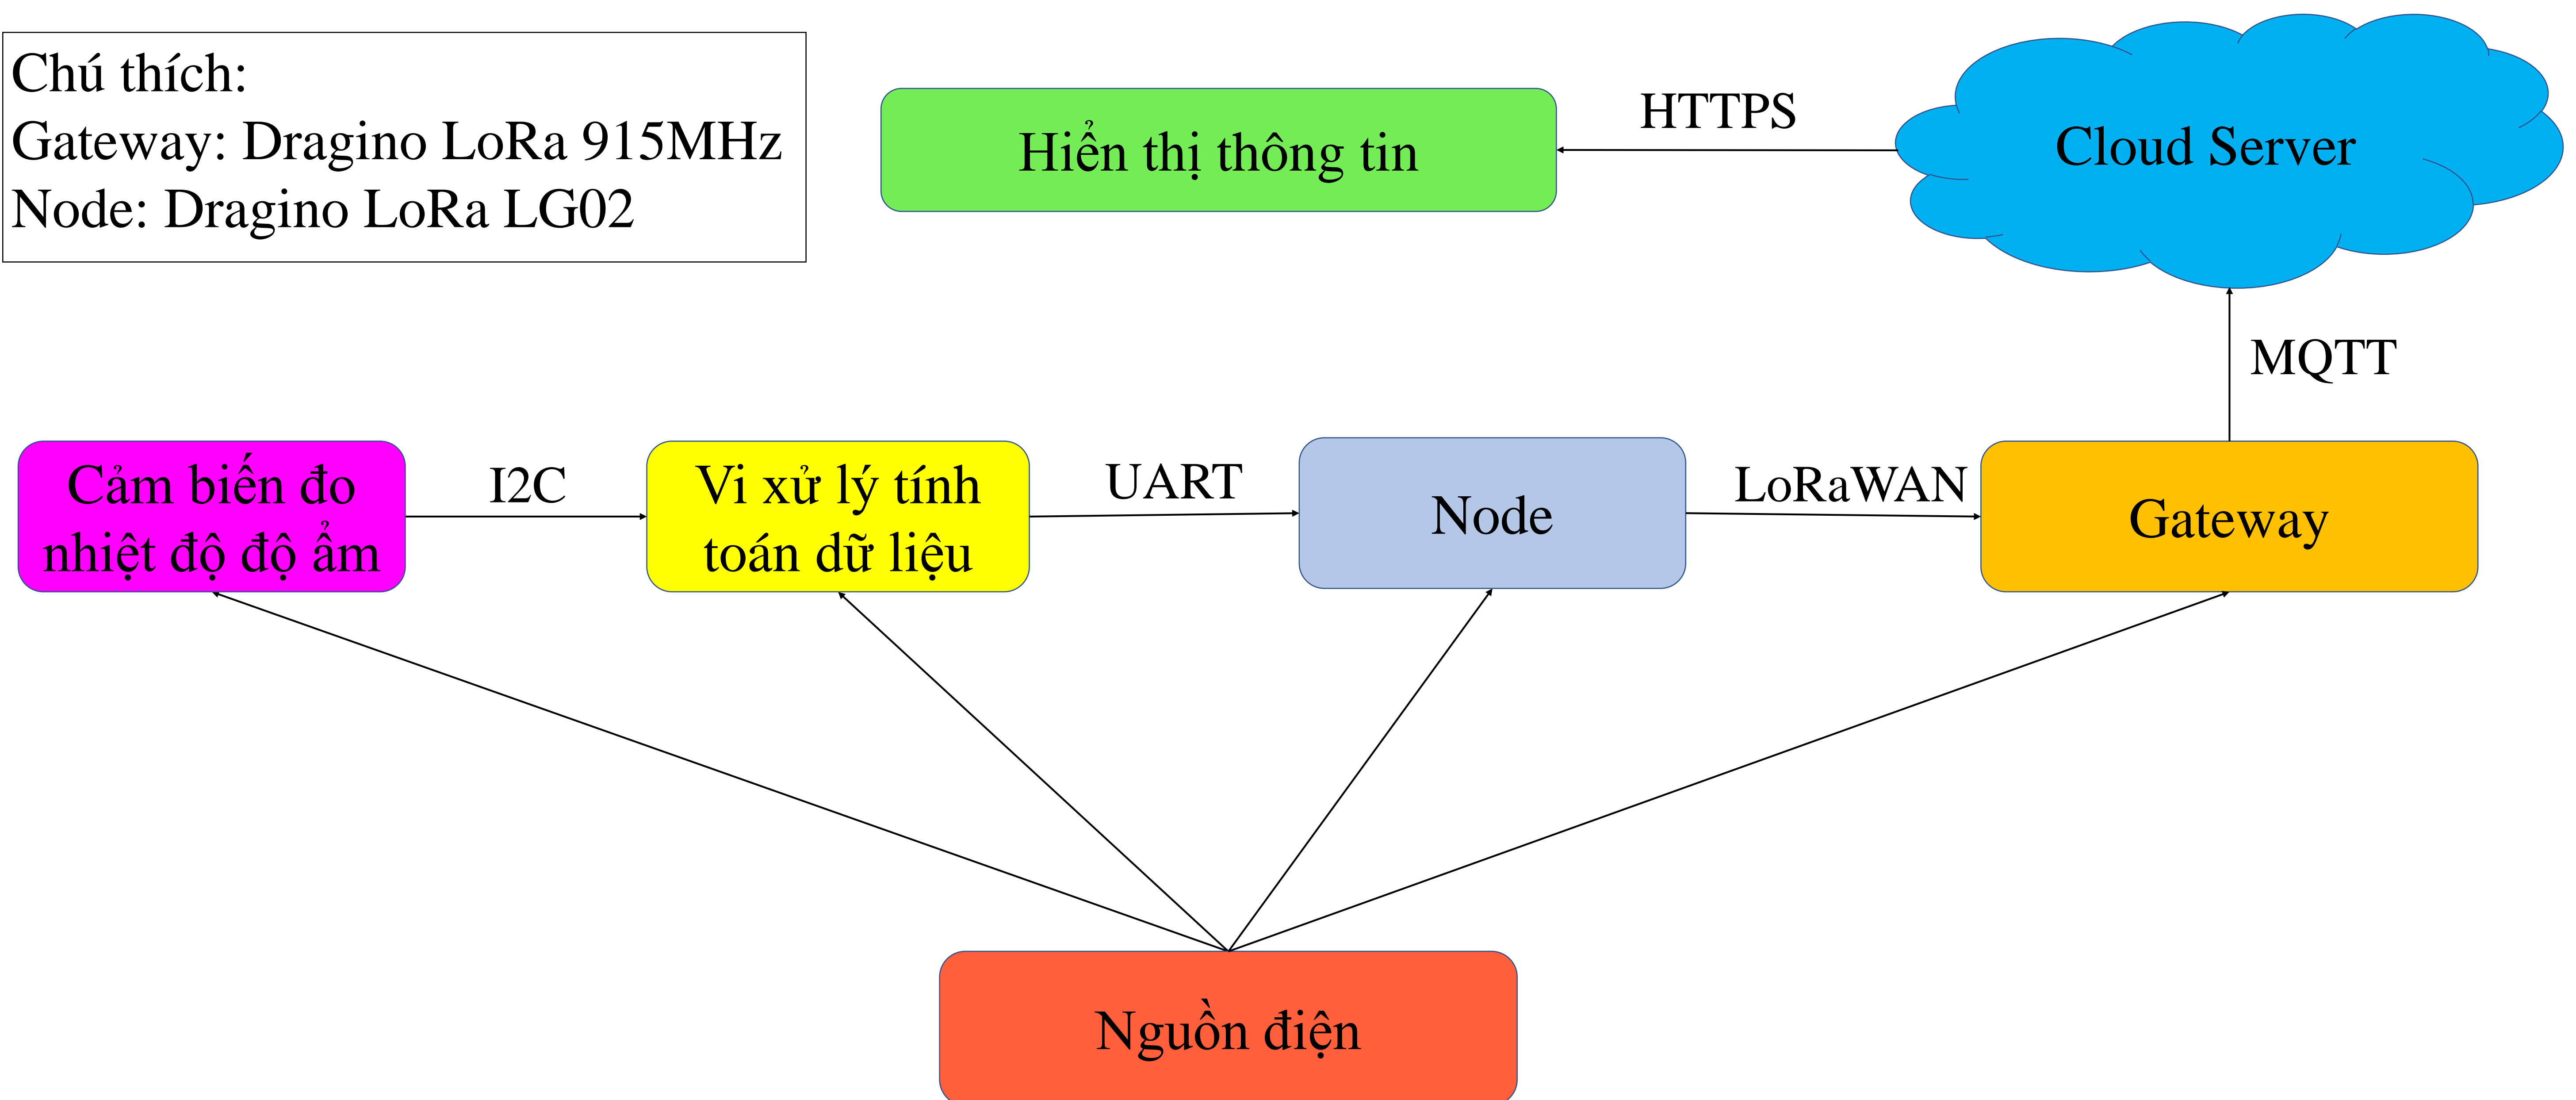 Chú thích:
Gateway: Dragino LoRa 915MHz
Node: Dragino LoRa LG02
Hiển thị thông tin
HTTPS
Cloud Server
MQTT
Cảm biến đo
nhiệt độ độ ẩm
I2C
Vi xử lý tính
toán dữ liệu
UART
Node
LoRaWAN
Gateway
Nguồn điện